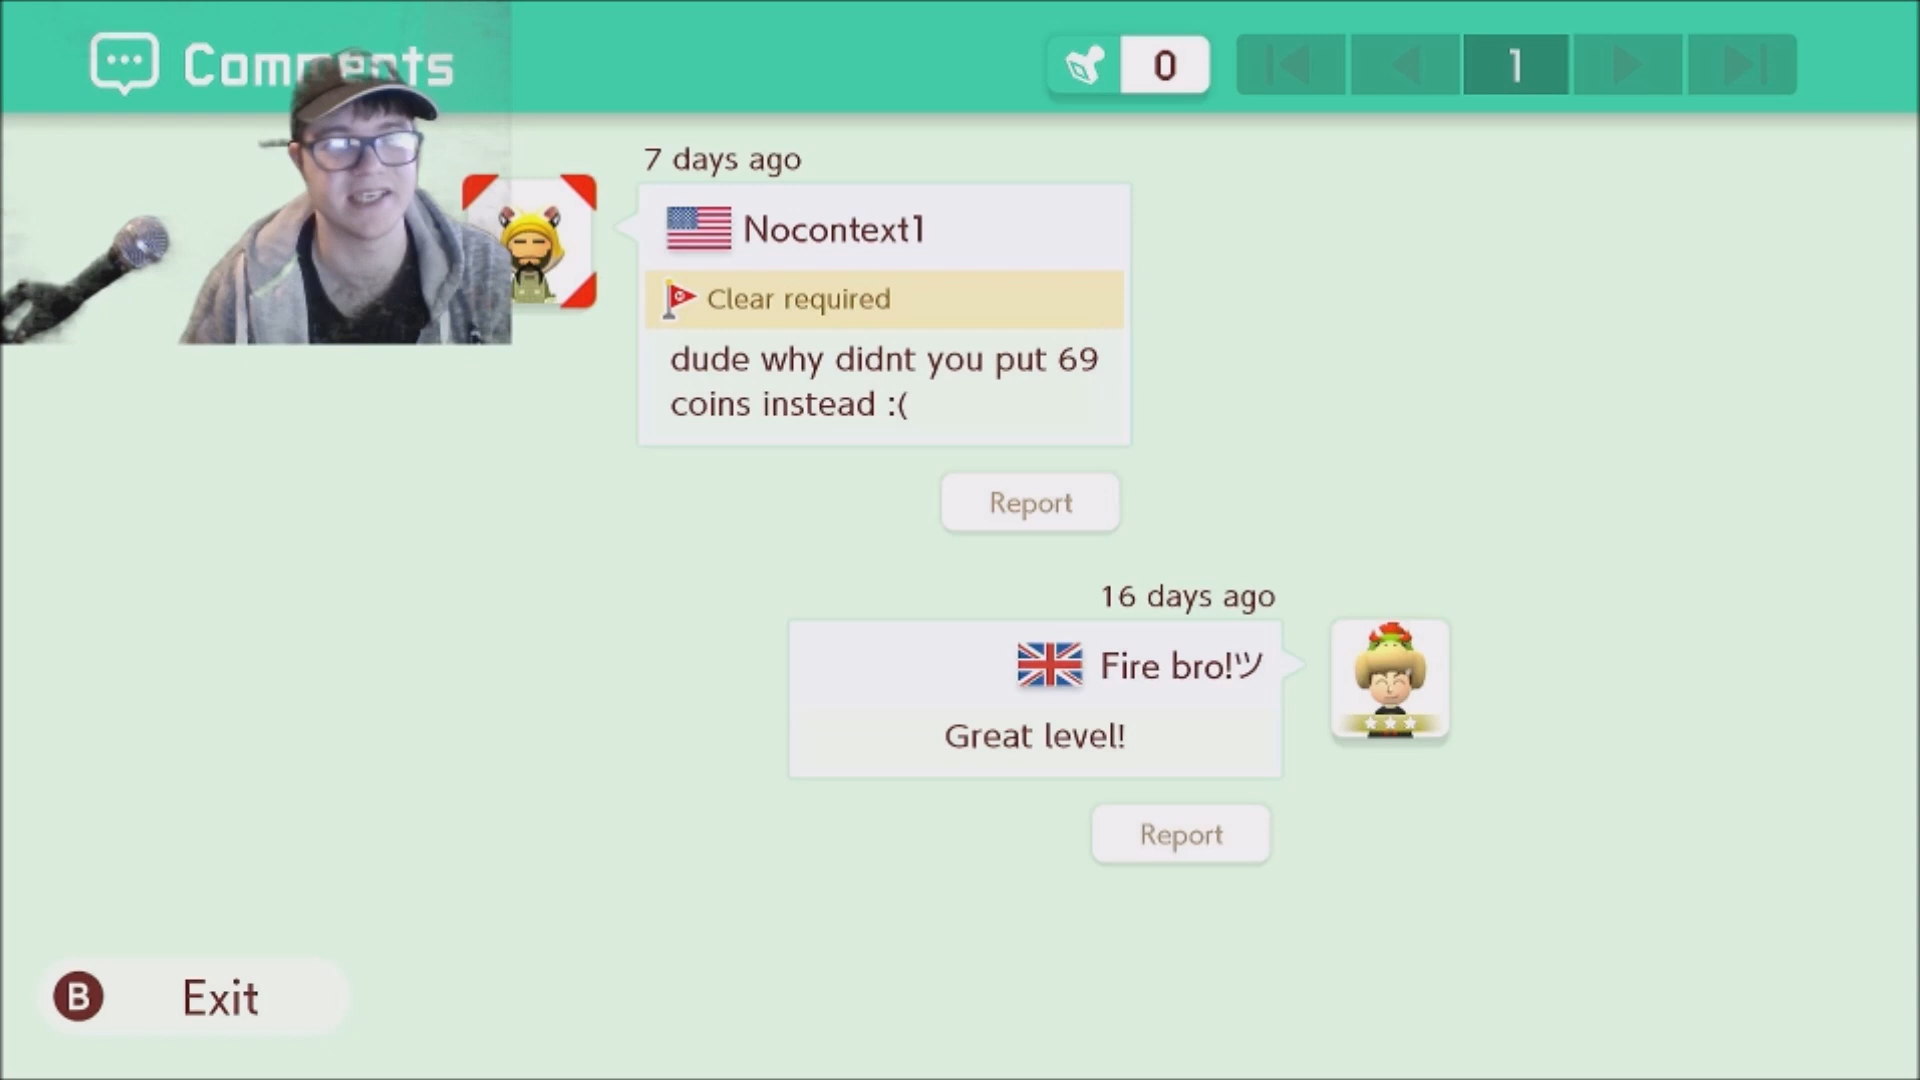 Comments
0
1
7 days ago
Nocontext1
Clear required
dude why didnt you put 69
coins instead :(
Report
16 days ago
Fire bro!ツ
Great level!
Report
B Exit